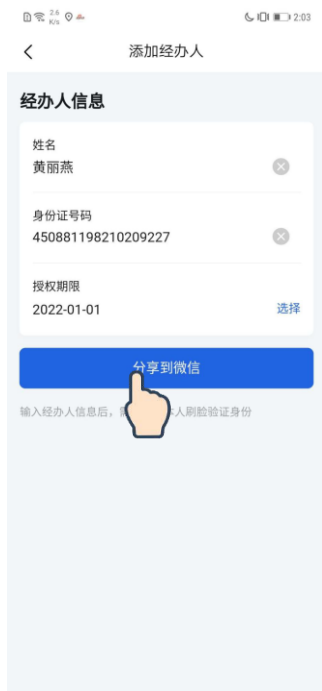 2.6
K/s
2:03
添加经办人
经办人信息
姓名
黄丽燕
身份证号码
450881198210209227
授权期限
2022-01-01
选择
分享到微信
输入经办人信息后，人刷脸验证身份